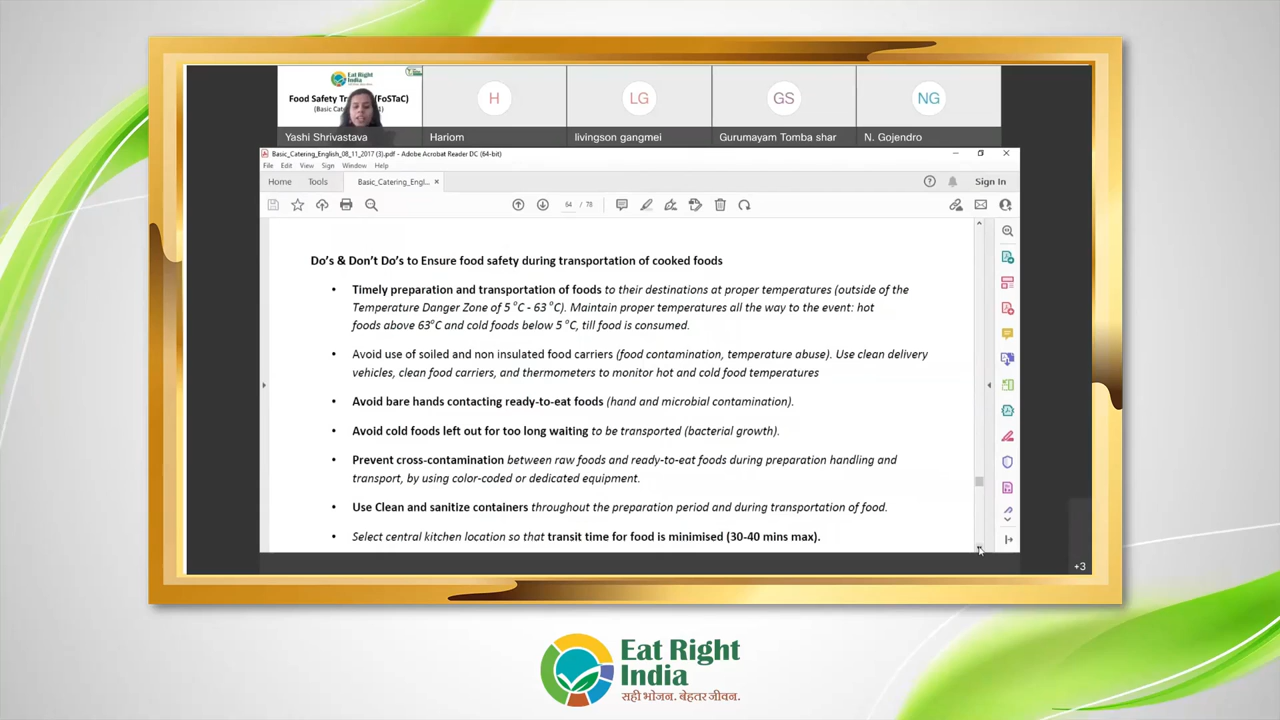 Eat Right
India
Food Safety Tr (FoSTaC)
(Basic Cate 1)
Yashi Shrivastava
H
Hariom
LG
livingson gangmei
GS
Gurumayam Tomba shar
NG
N. Gojendro
Basic_Catering_English_08_11_2017 (3).pdf - Adobe Acrobat Reader DC (64-bit)
File Edit View Sign Window Help
Home Tools Basic_Catering_Engl... × Sign In
64 / 78
Do's & Don't Do's to Ensure food safety during transportation of cooked foods
• Timely preparation and transportation of foods to their destinations at proper temperatures (outside of the
Temperature Danger Zone of 5 °C - 63 °C). Maintain proper temperatures all the way to the event: hot
foods above 63°C and cold foods below 5 °C, till food is consumed.
• Avoid use of soiled and non insulated food carriers (food contamination, temperature abuse). Use clean delivery
vehicles, clean food carriers, and thermometers to monitor hot and cold food temperatures
• Avoid bare hands contacting ready-to-eat foods (hand and microbial contamination).
• Avoid cold foods left out for too long waiting to be transported (bacterial growth).
• Prevent cross-contamination between raw foods and ready-to-eat foods during preparation handling and
transport, by using color-coded or dedicated equipment.
• Use Clean and sanitize containers throughout the preparation period and during transportation of food.
• Select central kitchen location so that transit time for food is minimised (30-40 mins max).
+3
Eat Right
India
सही भोजन. बेहतर जीवन.